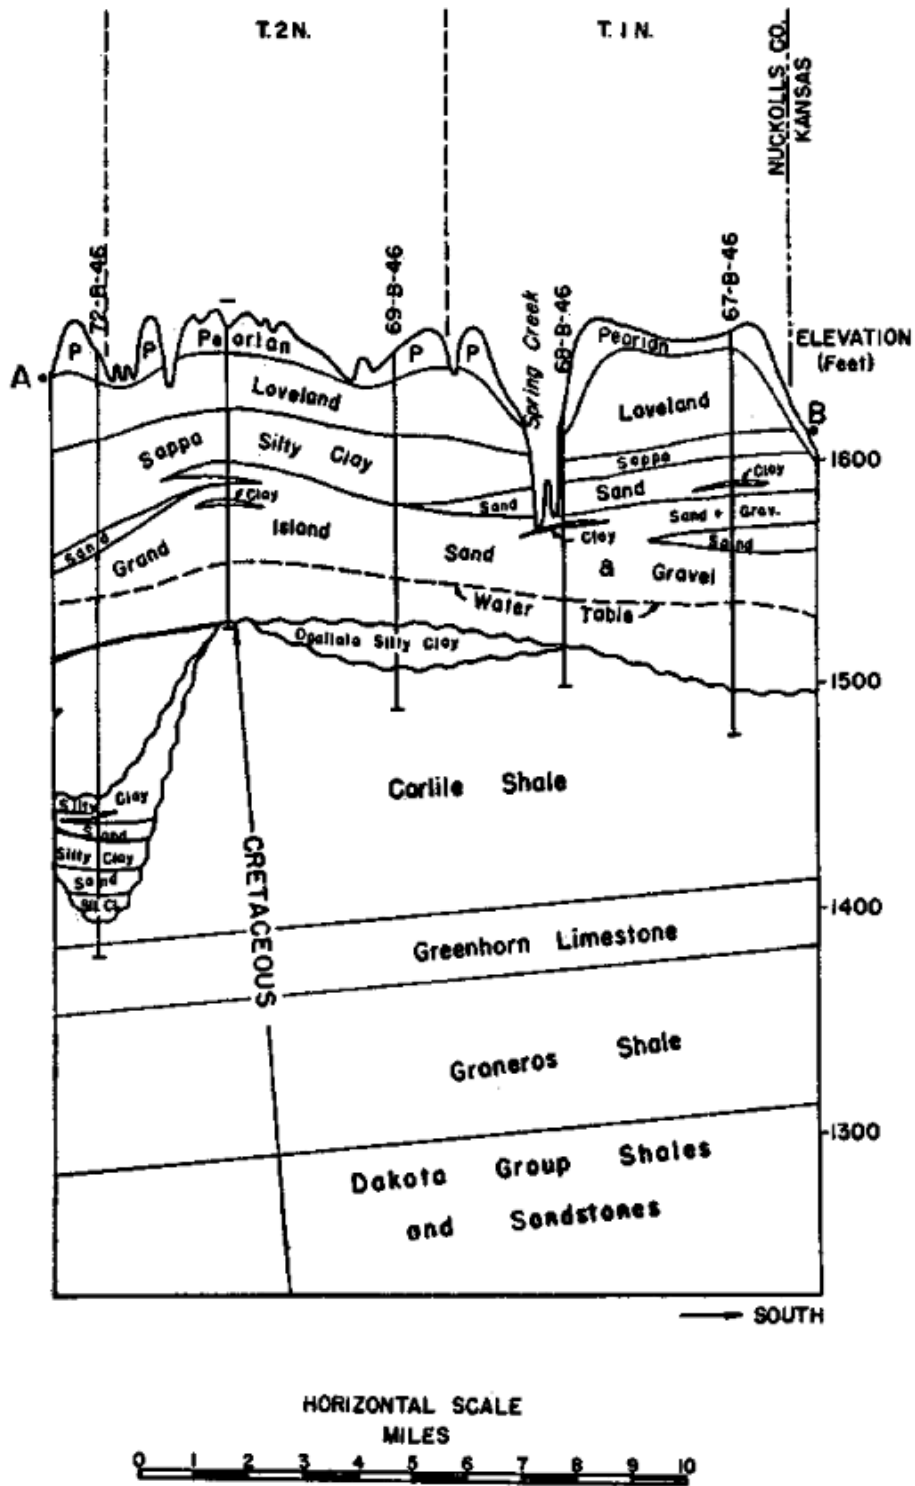 T.2N.
T.1N.
NUCKOLLS CO.
KANSAS
72-B-46
69-B-46
Spring Creek
68-B-46
67-B-46
ELEVATION
(Feet)
P
P
Peorian
P
P
Peorian
A
B
Loveland
Loveland
1600
Sappa
Silty Clay
Sappa
Clay
Sand
Clay
Sand
Sand + Grav.
Sand
Sand
Clay
Grand
Island
Sand
& Gravel
Water
Table
Ogallala Silty Clay
1500
Carlile Shale
Silty Clay
Sand
Silty Clay
Sand
Sil. Cl.
CRETACEOUS
1400
Greenhorn Limestone
Graneros Shale
1300
Dakota Group Shales
and Sandstones
SOUTH
HORIZONTAL SCALE
MILES
0 1 2 3 4 5 6 7 8 9 10